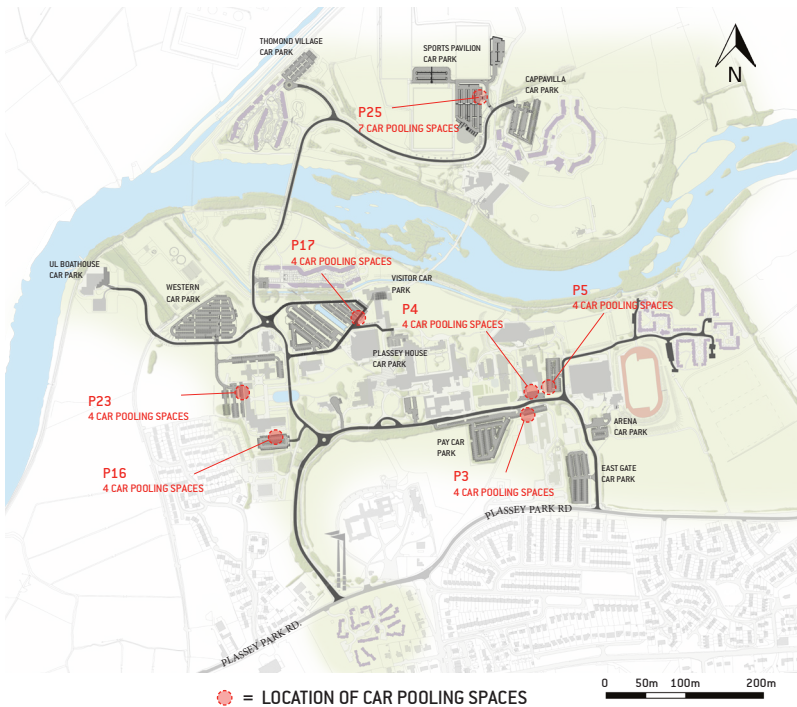 THOMOND VILLAGE
CAR PARK
SPORTS PAVILION
CAR PARK
CAPPAVILLA
CAR PARK
N
P25
7 CAR POOLING SPACES
P17
4 CAR POOLING SPACES
UL BOATHOUSE
CAR PARK
WESTERN
CAR PARK
VISITOR CAR
PARK
P5
4 CAR POOLING SPACES
P4
4 CAR POOLING SPACES
PLASSEY HOUSE
CAR PARK
P23
4 CAR POOLING SPACES
ARENA
CAR PARK
PAY CAR
PARK
P16
4 CAR POOLING SPACES
P3
4 CAR POOLING SPACES
EAST GATE
CAR PARK
PLASSEY PARK RD
PLASSEY PARK RD.
= LOCATION OF CAR POOLING SPACES
0 50m 100m 200m